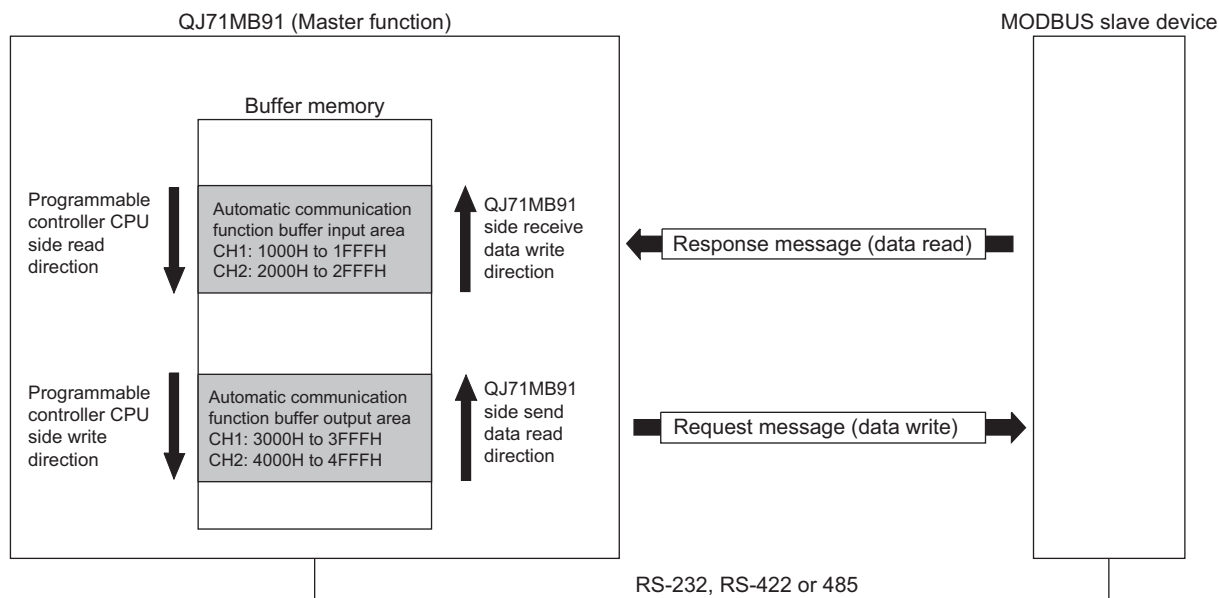 QJ71MB91 (Master function)
MODBUS slave device
Buffer memory
Programmable
controller CPU
side read
direction
Automatic communication
function buffer input area
CH1: 1000H to 1FFFH
CH2: 2000H to 2FFFH
QJ71MB91
side receive
data write
direction
Response message (data read)
Programmable
controller CPU
side write
direction
Automatic communication
function buffer output area
CH1: 3000H to 3FFFH
CH2: 4000H to 4FFFH
QJ71MB91
side send
data read
direction
Request message (data write)
RS-232, RS-422 or 485